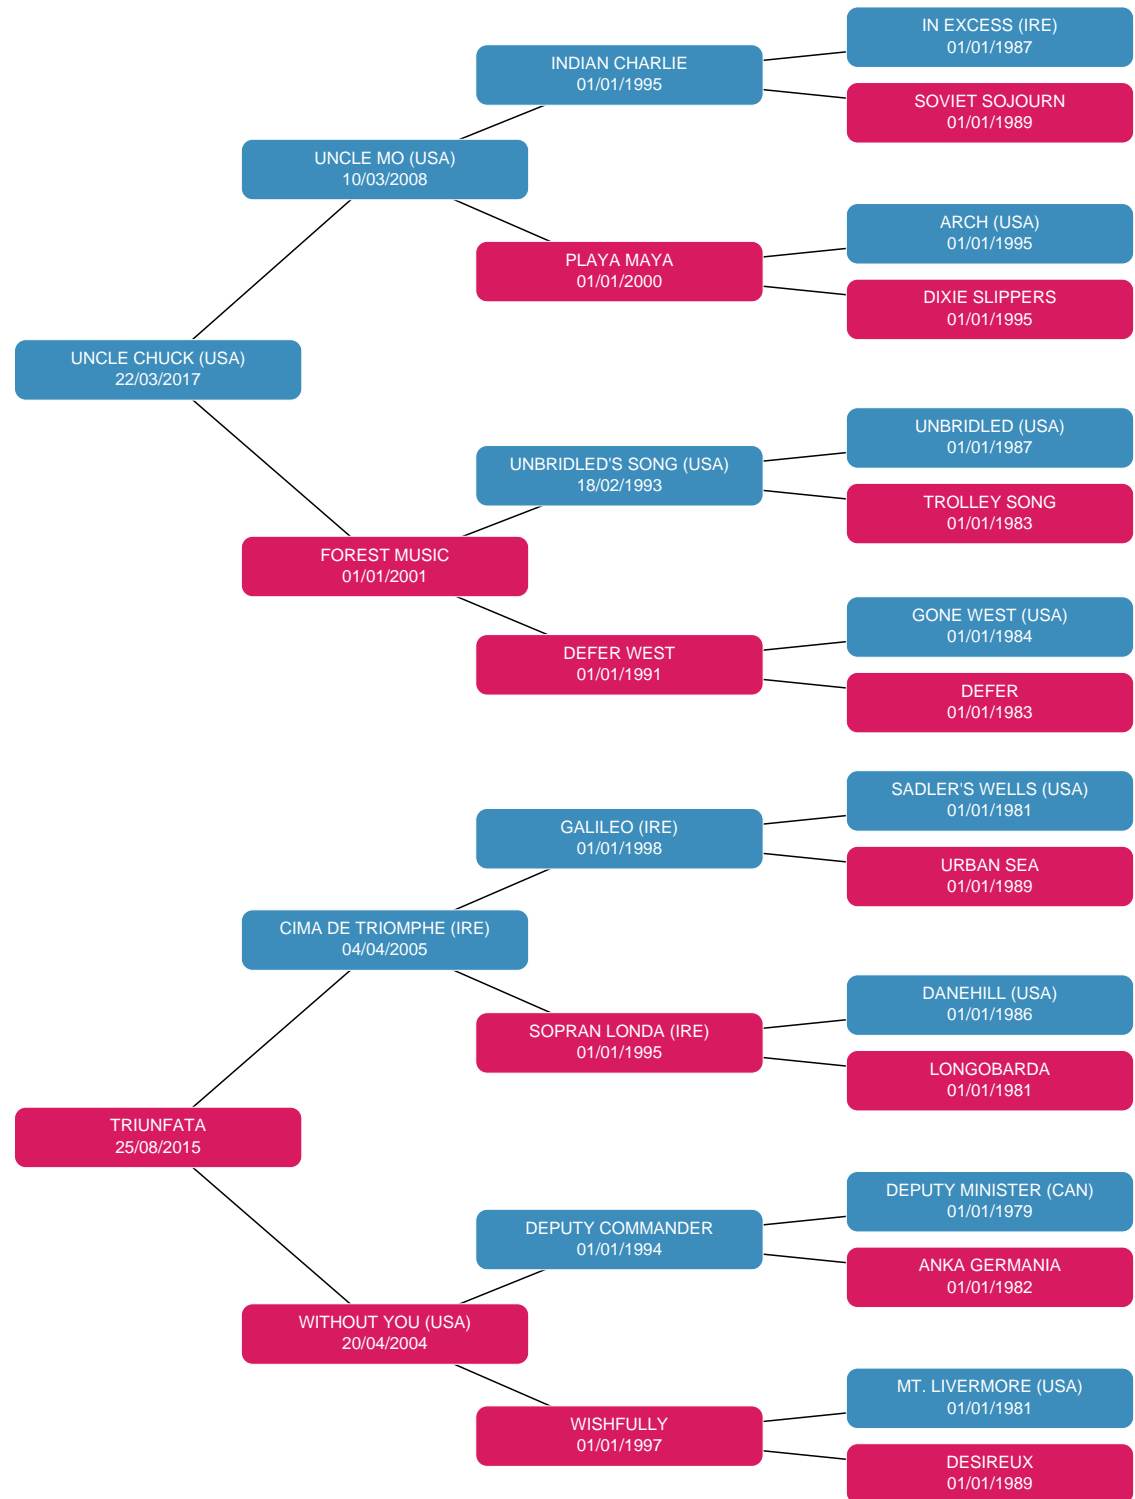 IN EXCESS (IRE)
01/01/1987
INDIAN CHARLIE
01/01/1995
SOVIET SOJOURN
01/01/1989
UNCLE MO (USA)
10/03/2008
ARCH (USA)
01/01/1995
PLAYA MAYA
01/01/2000
DIXIE SLIPPERS
01/01/1995
UNCLE CHUCK (USA)
22/03/2017
UNBRIDLED (USA)
01/01/1987
UNBRIDLED'S SONG (USA)
18/02/1993
TROLLEY SONG
01/01/1983
FOREST MUSIC
01/01/2001
GONE WEST (USA)
01/01/1984
DEFER WEST
01/01/1991
DEFER
01/01/1983
SADLER'S WELLS (USA)
01/01/1981
GALILEO (IRE)
01/01/1998
URBAN SEA
01/01/1989
CIMA DE TRIOMPHE (IRE)
04/04/2005
DANEHILL (USA)
01/01/1986
SOPRAN LONDA (IRE)
01/01/1995
LONGOBARDA
01/01/1981
TRIUNFATA
25/08/2015
DEPUTY MINISTER (CAN)
01/01/1979
DEPUTY COMMANDER
01/01/1994
ANKA GERMANIA
01/01/1982
WITHOUT YOU (USA)
20/04/2004
MT. LIVERMORE (USA)
01/01/1981
WISHFULLY
01/01/1997
DESIREUX
01/01/1989